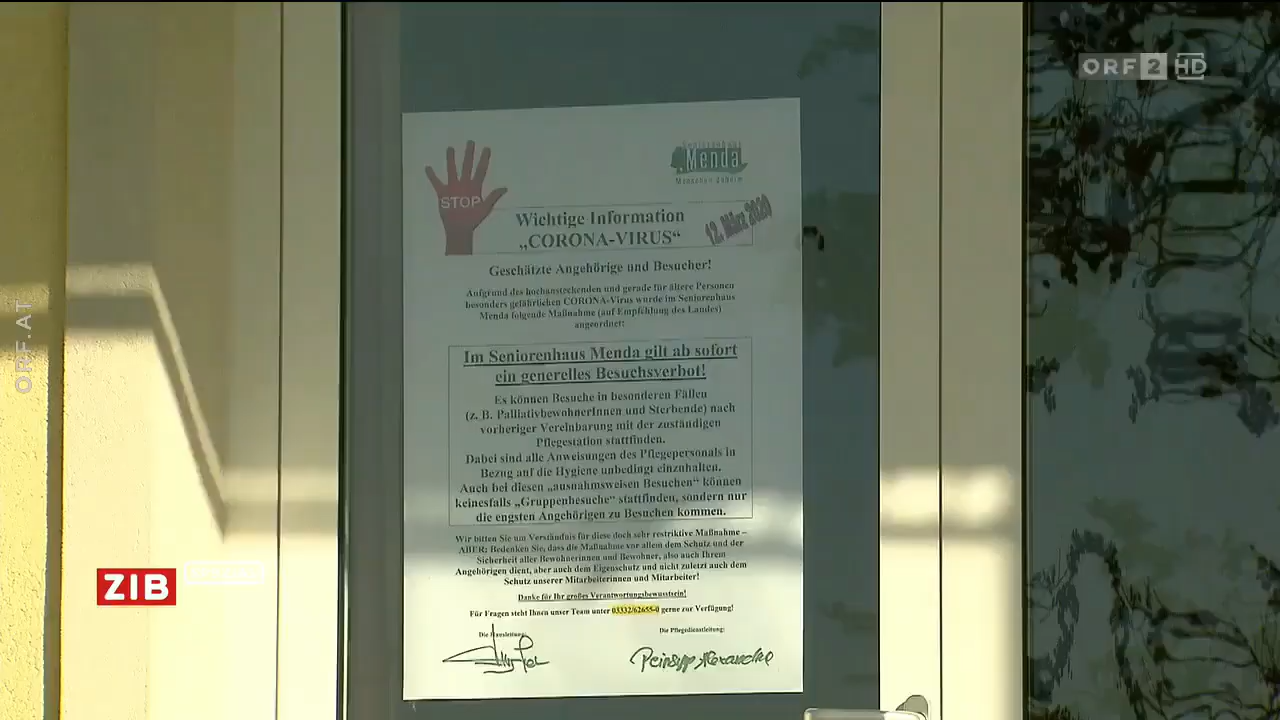 ORF 2 HD
STOP
Seniorenhaus
Menda
Menschen daheim
Wichtige Information
„CORONA-VIRUS“
12. März 2020
Geschätzte Angehörige und Besucher!
Aufgrund des hochansteckenden und gerade für ältere Personen
besonders gefährlichen CORONA-Virus wurde im Seniorenhaus
Menda folgende Maßnahme (auf Empfehlung des Landes)
angeordnet:
Im Seniorenhaus Menda gilt ab sofort
ein generelles Besuchsverbot!
Es können Besuche in besonderen Fällen
(z. B. PalliativbewohnerInnen und Sterbende) nach
vorheriger Vereinbarung mit der zuständigen
Pflegestation stattfinden.
Dabei sind alle Anweisungen des Pflegepersonals in
Bezug auf die Hygiene unbedingt einzuhalten.
Auch bei diesen „ausnahmsweisen Besuchen“ können
keinesfalls „Gruppenbesuche“ stattfinden, sondern nur
die engsten Angehörigen zu Besuchen kommen.
Wir bitten Sie um Verständnis für diese doch sehr restriktive Maßnahme –
ABER: Bedenken Sie, dass die Maßnahme vor allem dem Schutz und der
Sicherheit aller Bewohnerinnen und Bewohner, also auch Ihrem
Angehörigen dient, aber auch dem Eigenschutz und nicht zuletzt auch dem
Schutz unserer Mitarbeiterinnen und Mitarbeiter!
Danke für Ihr großes Verantwortungsbewusstsein!
Für Fragen steht Ihnen unser Team unter 03332/62655-0 gerne zur Verfügung!
Die Hausleitung:
Die Pflegedienstleitung:
ORF.AT
ZIB